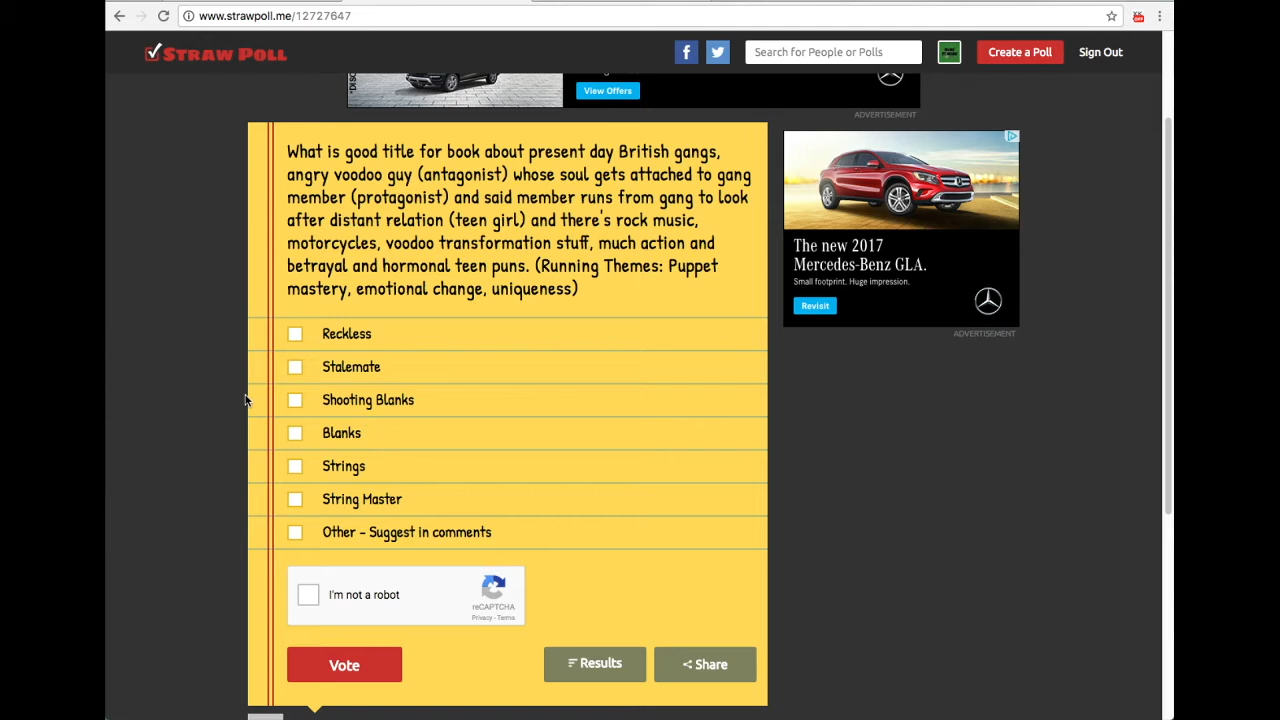 www.strawpoll.me/12727647
OFF
STRAW POLL
f
Search for People or Polls
Create a Poll
Sign Out
View Offers
ADVERTISEMENT
What is good title for book about present day British gangs,
angry voodoo guy (antagonist) whose soul gets attached to gang
member (protagonist) and said member runs from gang to look
after distant relation (teen girl) and there's rock music,
motorcycles, voodoo transformation stuff, much action and
betrayal and hormonal teen puns. (Running Themes: Puppet
mastery, emotional change, uniqueness)
The new 2017
Mercedes-Benz GLA.
Small footprint. Huge impression.
Revisit
ADVERTISEMENT
Reckless
Stalemate
Shooting Blanks
Blanks
Strings
String Master
Other - Suggest in comments
I'm not a robot
reCAPTCHA
Privacy - Terms
Vote
Results
Share